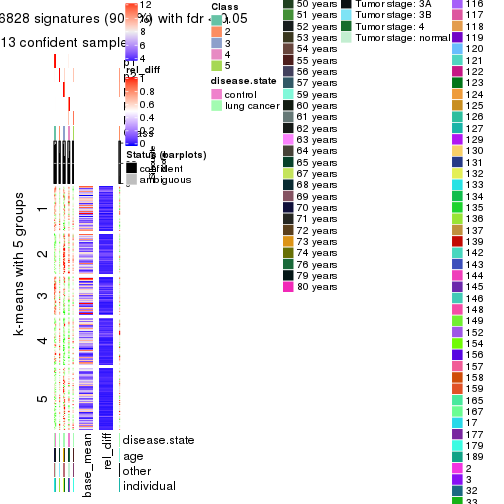 6828 signatures (90 %) with fdr < 0.05
13 confident samples
12
10
8
6
4
rel_diff
1
0.8
0.6
0.4
0.2
0
Status (barplots)
confident
ambiguous
Class
1
2
3
4
5
disease.state
control
lung cancer
50 years
51 years
52 years
53 years
54 years
55 years
56 years
57 years
59 years
60 years
61 years
62 years
63 years
64 years
65 years
67 years
68 years
69 years
70 years
71 years
72 years
73 years
74 years
76 years
79 years
80 years
Tumor stage: 3A
Tumor stage: 3B
Tumor stage: 4
Tumor stage: normal
116
117
118
119
120
121
122
123
124
125
126
127
129
130
131
132
133
134
135
136
137
139
142
143
144
145
146
148
149
152
154
156
157
158
159
165
167
17
177
179
189
2
3
32
33
k-means with 5 groups
1
2
3
4
5
base_mean
rel_diff
disease.state
age
other
individual